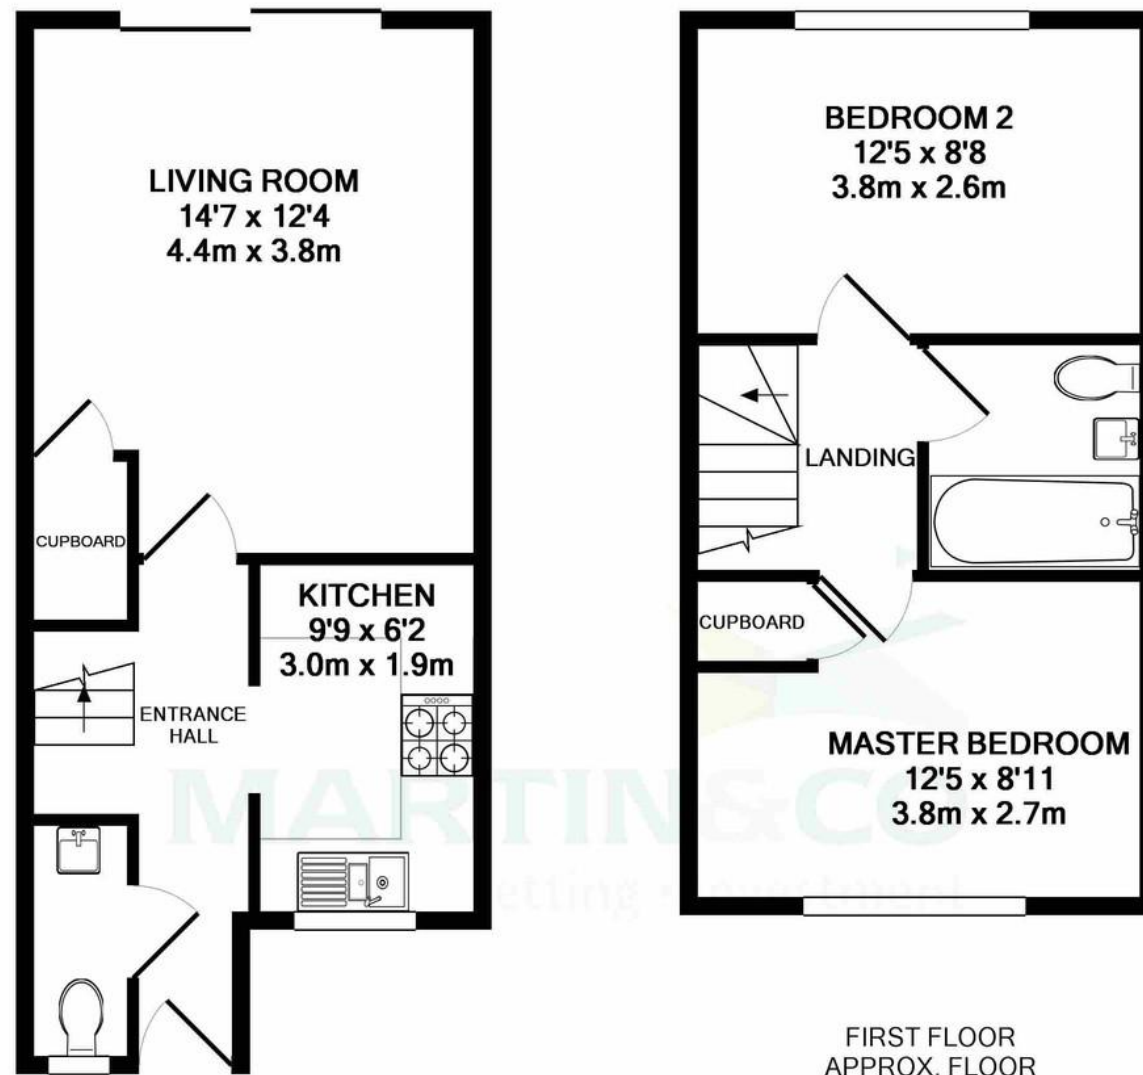 LIVING ROOM
14'7 x 12'4
4.4m x 3.8m
CUPBOARD
KITCHEN
9'9 x 6'2
3.0m x 1.9m
ENTRANCE
HALL
BEDROOM 2
12'5 x 8'8
3.8m x 2.6m
LANDING
CUPBOARD
MASTER BEDROOM
12'5 x 8'11
3.8m x 2.7m
MARTIN&CO
FIRST FLOOR
APPROX. FLOOR